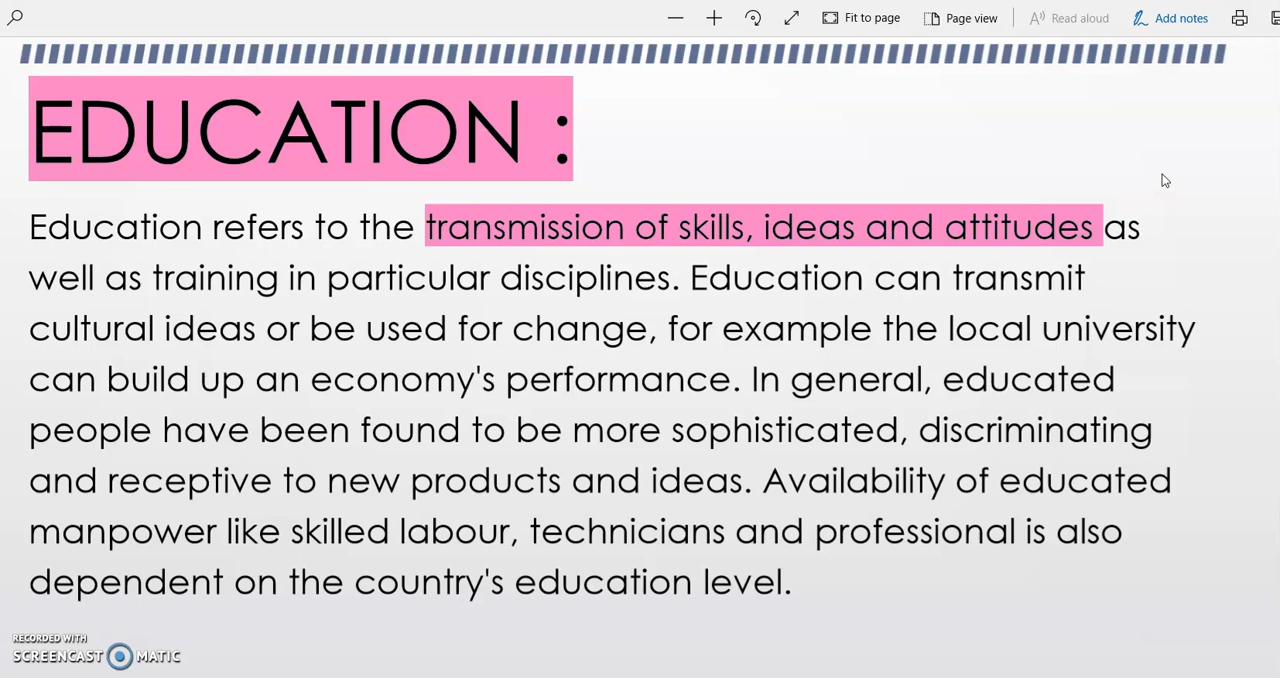 Fit to page Page view Read aloud Add notes
EDUCATION :
Education refers to the transmission of skills, ideas and attitudes as
well as training in particular disciplines. Education can transmit
cultural ideas or be used for change, for example the local university
can build up an economy's performance. In general, educated
people have been found to be more sophisticated, discriminating
and receptive to new products and ideas. Availability of educated
manpower like skilled labour, technicians and professional is also
dependent on the country's education level.
RECORDED WITH
SCREENCAST MATIC